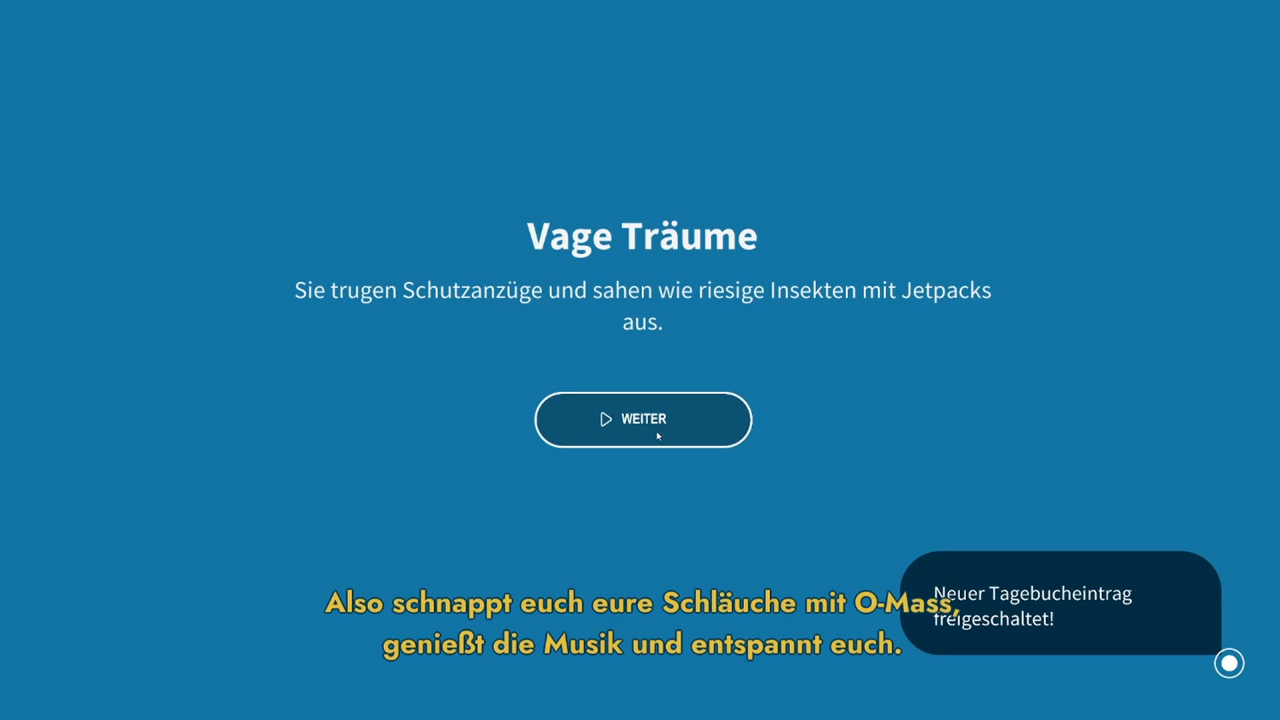 Vage Träume
Sie trugen Schutzanzüge und sahen wie riesige Insekten mit Jetpacks
aus.
WEITER
Neuer Tagebucheintrag
freigeschaltet!
Also schnappt euch eure Schläuche mit O-Mass,
genießt die Musik und entspannt euch.